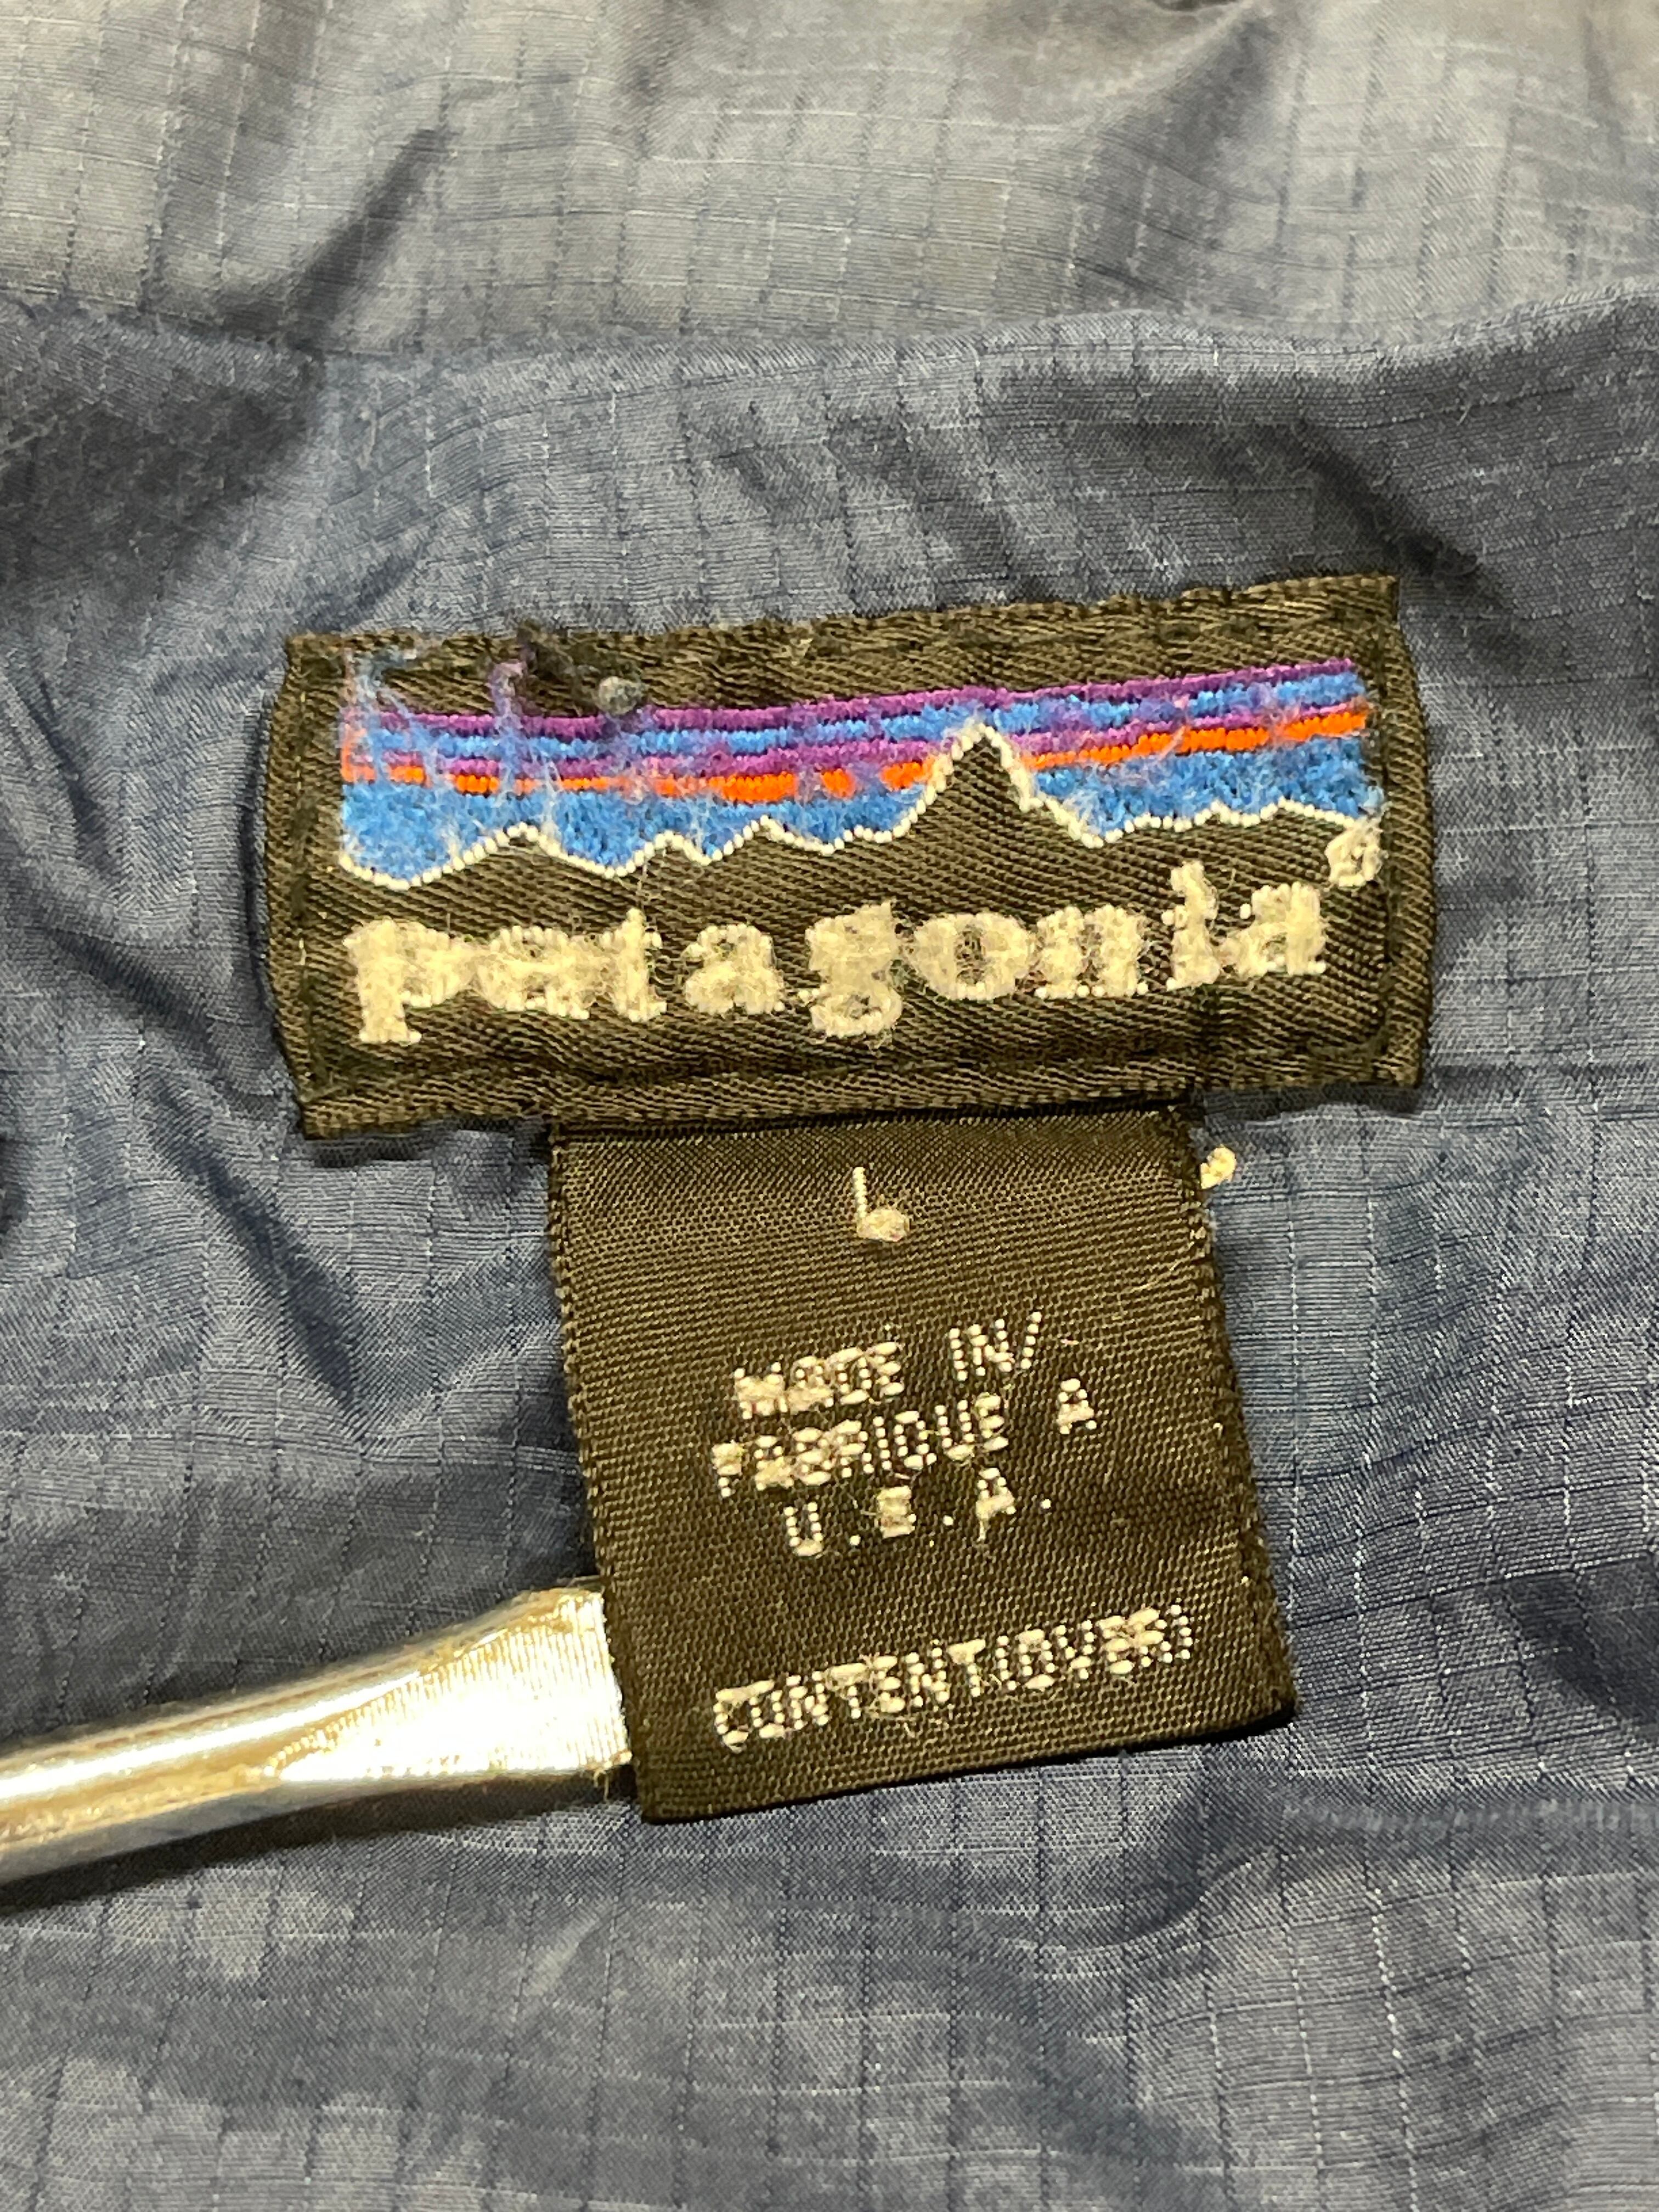 patagonia®
L
MADE IN/
FABRIQUE A
U.S.A.
CONTENT(OVER)